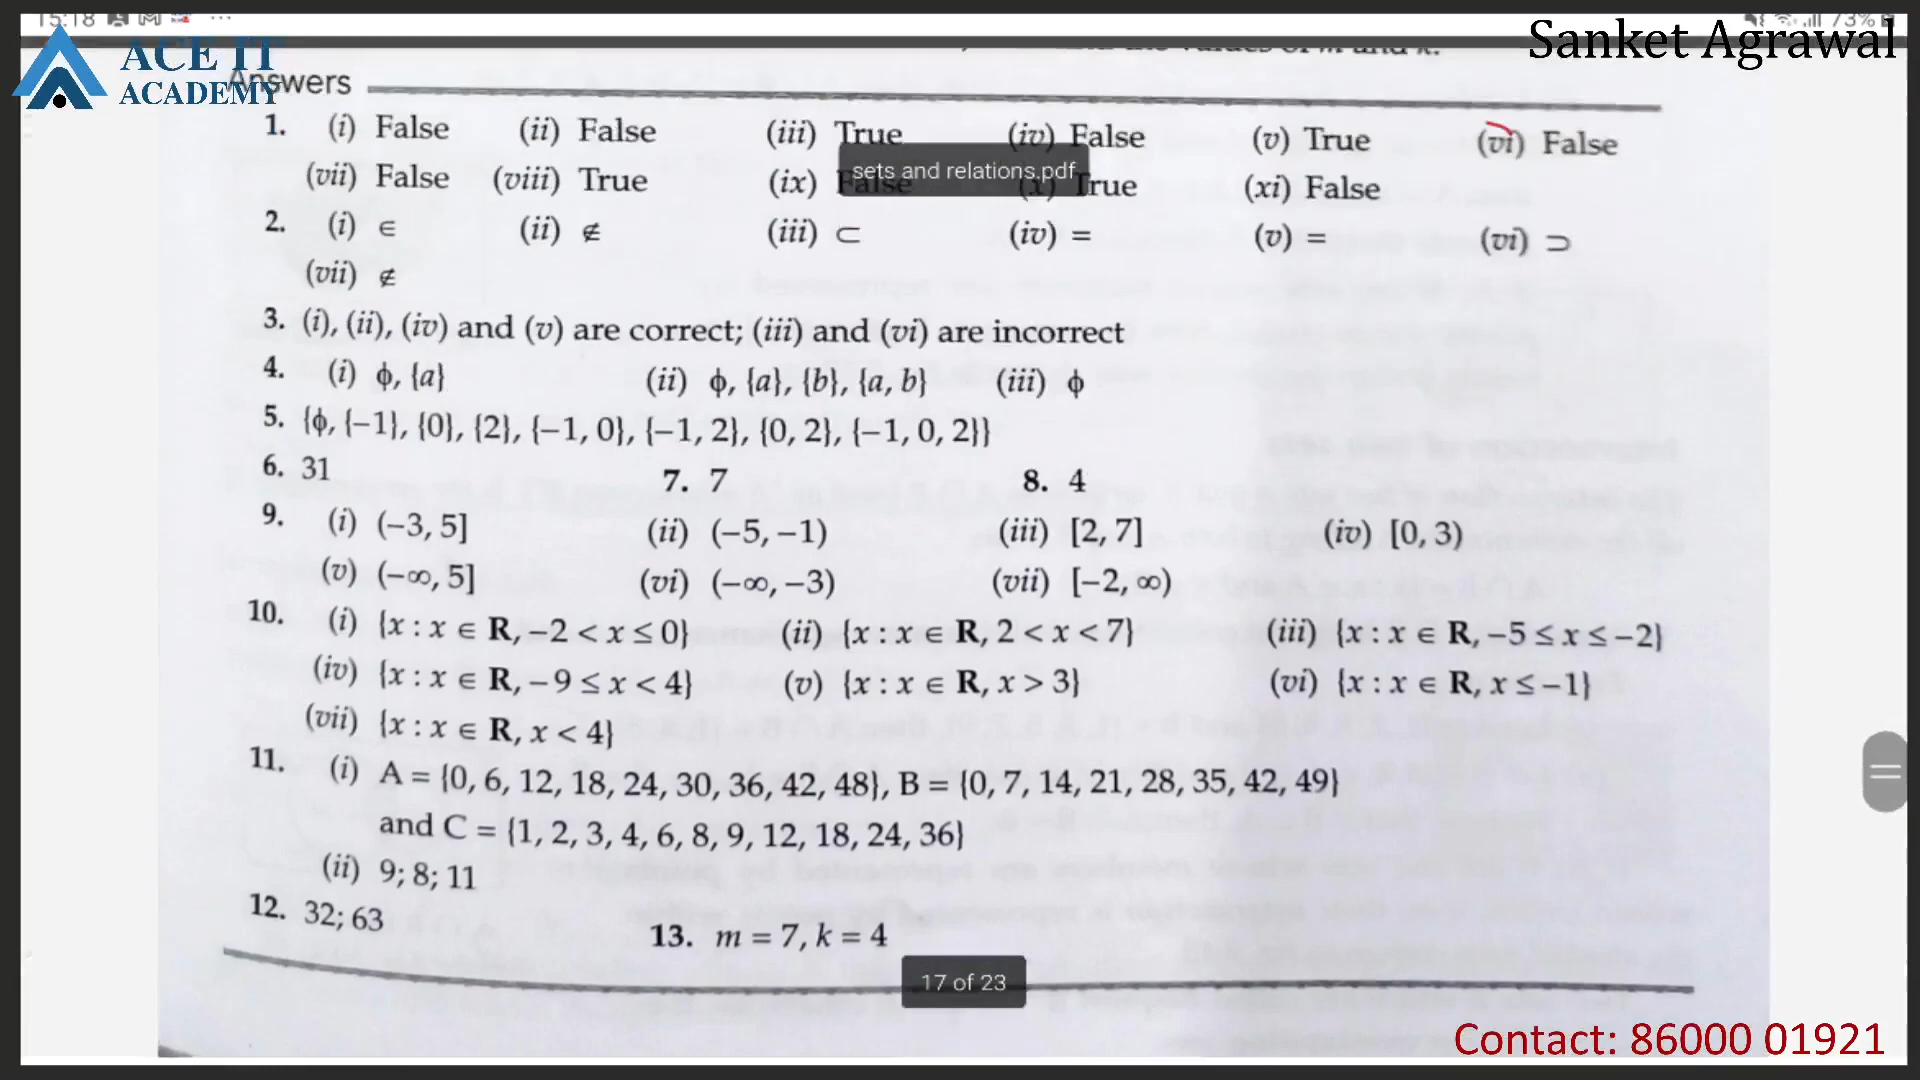 15:18
73%
Sanket Agrawal
ACE IT
ACADEMY
Answers
1. (i) False (ii) False (iii) True (iv) False (v) True (vi) False
(vii) False (viii) True (ix) False (x) True (xi) False
sets and relations.pdf
2. (i) ∈ (ii) ∉ (iii) ⊂ (iv) = (v) = (vi) ⊃
(vii) ∉
3. (i), (ii), (iv) and (v) are correct; (iii) and (vi) are incorrect
4. (i) ϕ, {a} (ii) ϕ, {a}, {b}, {a, b} (iii) ϕ
5. {ϕ, {−1}, {0}, {2}, {−1, 0}, {−1, 2}, {0, 2}, {−1, 0, 2}}
6. 31 7. 7 8. 4
9. (i) (−3, 5] (ii) (−5, −1) (iii) [2, 7] (iv) [0, 3)
(v) (−∞, 5] (vi) (−∞, −3) (vii) [−2, ∞)
10. (i) {x : x ∈ R, −2 < x ≤ 0} (ii) {x : x ∈ R, 2 < x < 7} (iii) {x : x ∈ R, −5 ≤ x ≤ −2}
(iv) {x : x ∈ R, −9 ≤ x < 4} (v) {x : x ∈ R, x > 3} (vi) {x : x ∈ R, x ≤ −1}
(vii) {x : x ∈ R, x < 4}
11. (i) A = {0, 6, 12, 18, 24, 30, 36, 42, 48}, B = {0, 7, 14, 21, 28, 35, 42, 49}
and C = {1, 2, 3, 4, 6, 8, 9, 12, 18, 24, 36}
(ii) 9; 8; 11
12. 32; 63 13. m = 7, k = 4
17 of 23
Contact: 86000 01921